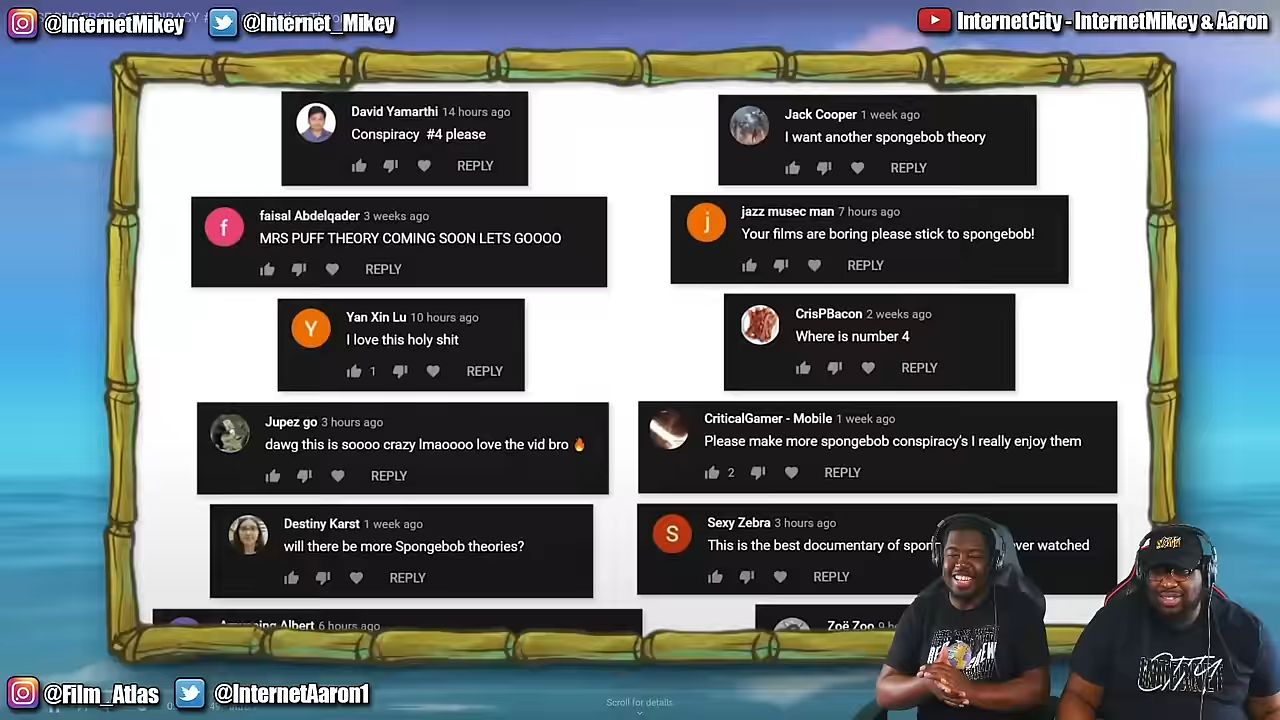 @InternetMikey
@Internet_Mikey
InternetCity - InternetMikey & Aaron
David Yamarthi 14 hours ago
Conspiracy #4 please
REPLY
Jack Cooper 1 week ago
I want another spongebob theory
REPLY
faisal Abdelqader 3 weeks ago
MRS PUFF THEORY COMING SOON LETS GOOOO
REPLY
jazz musec man 7 hours ago
Your films are boring please stick to spongebob!
REPLY
Yan Xin Lu 10 hours ago
I love this holy shit
1 REPLY
CrisPBacon 2 weeks ago
Where is number 4
REPLY
Jupez go 3 hours ago
dawg this is soooo crazy lmaoooo love the vid bro 🔥
REPLY
CriticalGamer - Mobile 1 week ago
Please make more spongebob conspiracy's I really enjoy them
2 REPLY
Destiny Karst 1 week ago
will there be more Spongebob theories?
REPLY
Sexy Zebra 3 hours ago
This is the best documentary of ever watched
REPLY
Albert 6 hours ago
Zoë Zoo
@Film_Atlas
@InternetAaron1
Scroll for details